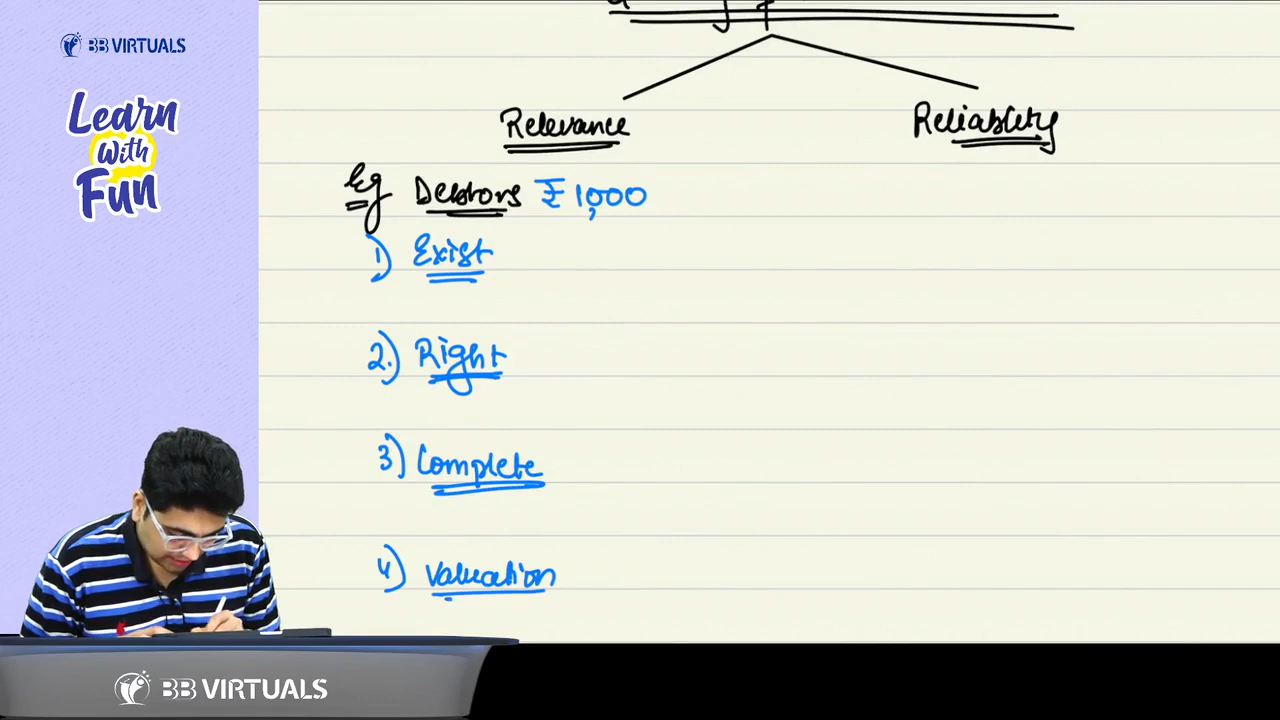 BB VIRTUALS
Learn
With
Fun
Relevance Reliablity
Eg Debtors ₹ 1,000
1) Exist
2.) Right
3) Complete
4) Valuation
BB VIRTUALS